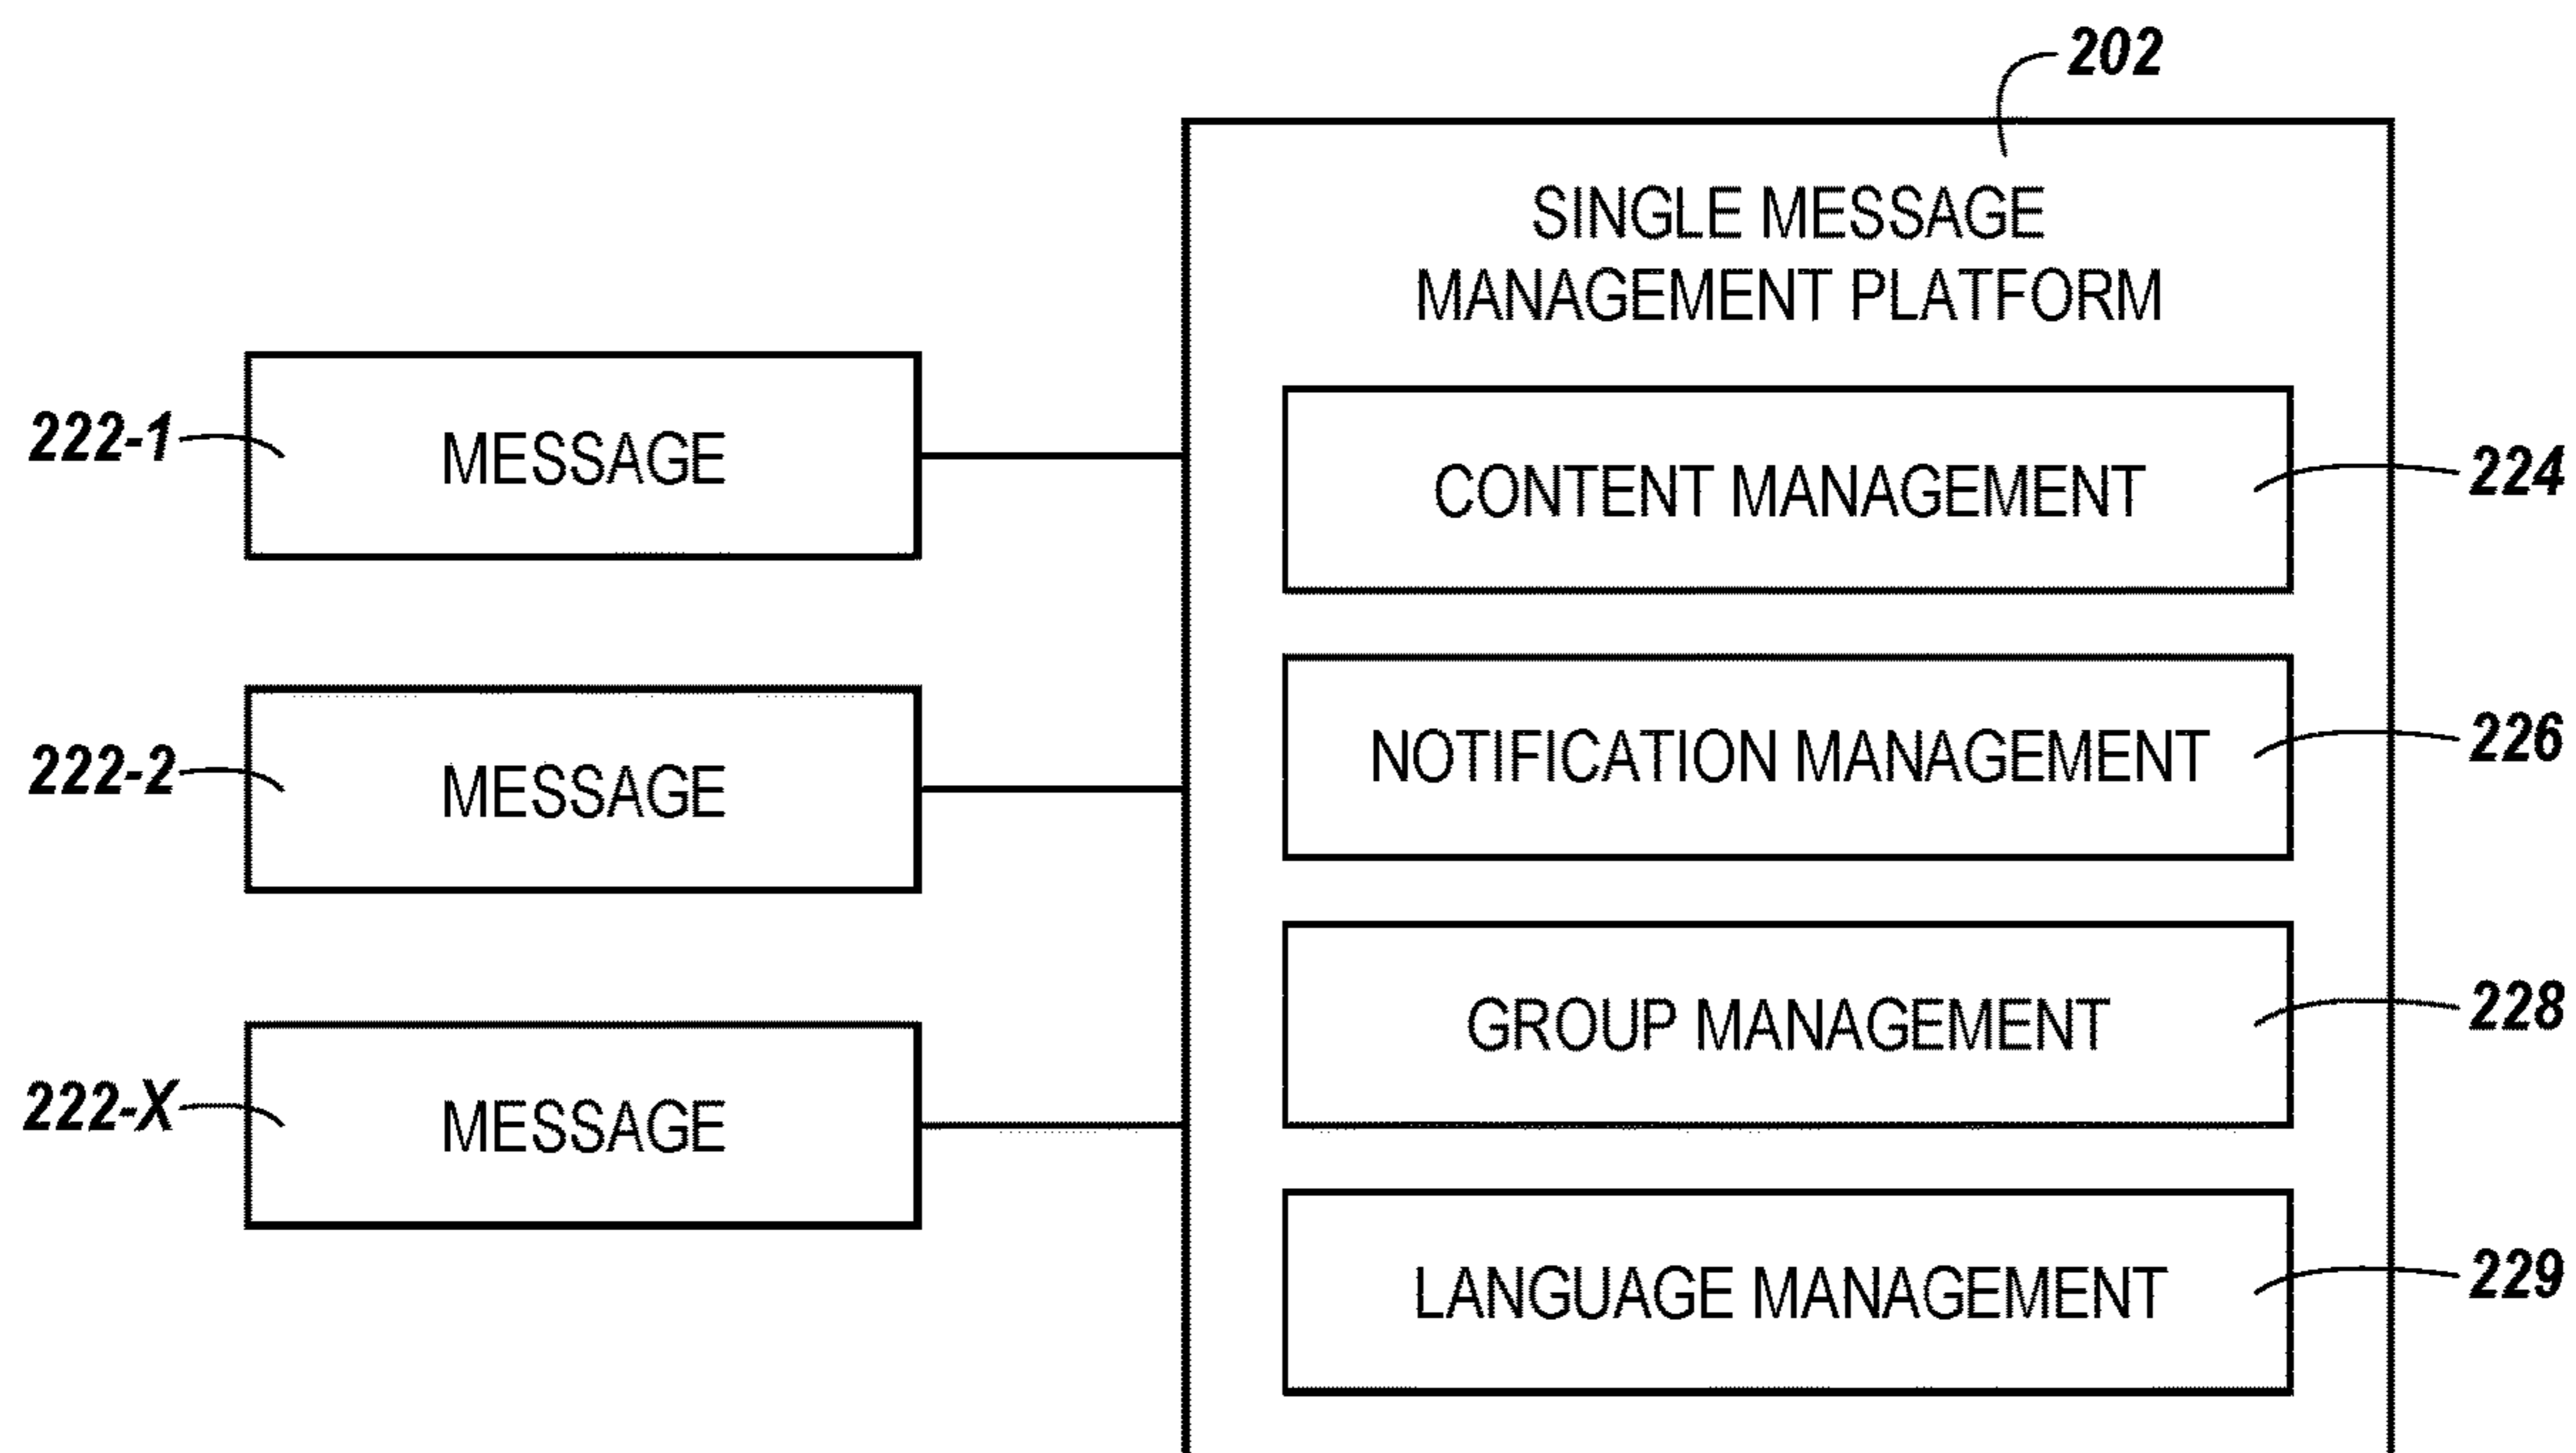 202
SINGLE MESSAGE
MANAGEMENT PLATFORM
222-1
MESSAGE
CONTENT MANAGEMENT
224
222-2
MESSAGE
NOTIFICATION MANAGEMENT
226
222-X
MESSAGE
GROUP MANAGEMENT
228
LANGUAGE MANAGEMENT
229